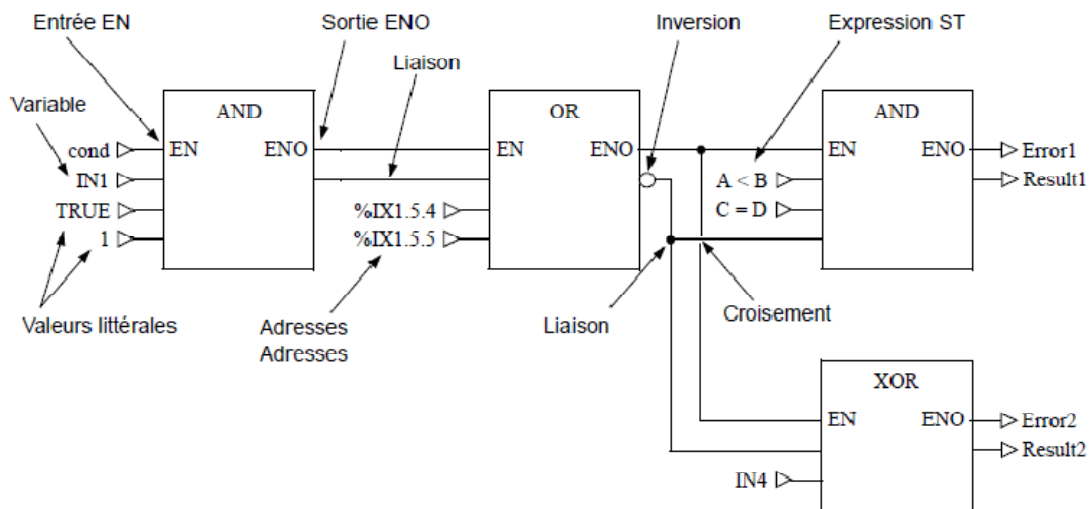 Entrée EN
Sortie ENO
Inversion
Expression ST
Liaison
Variable
AND
OR
AND
cond
EN
ENO
EN
ENO
EN
ENO
Error1
IN1
A < B
Result1
TRUE
%IX1.5.4
C = D
1
%IX1.5.5
Valeurs littérales
Adresses
Adresses
Liaison
Croisement
XOR
EN
ENO
Error2
Result2
IN4